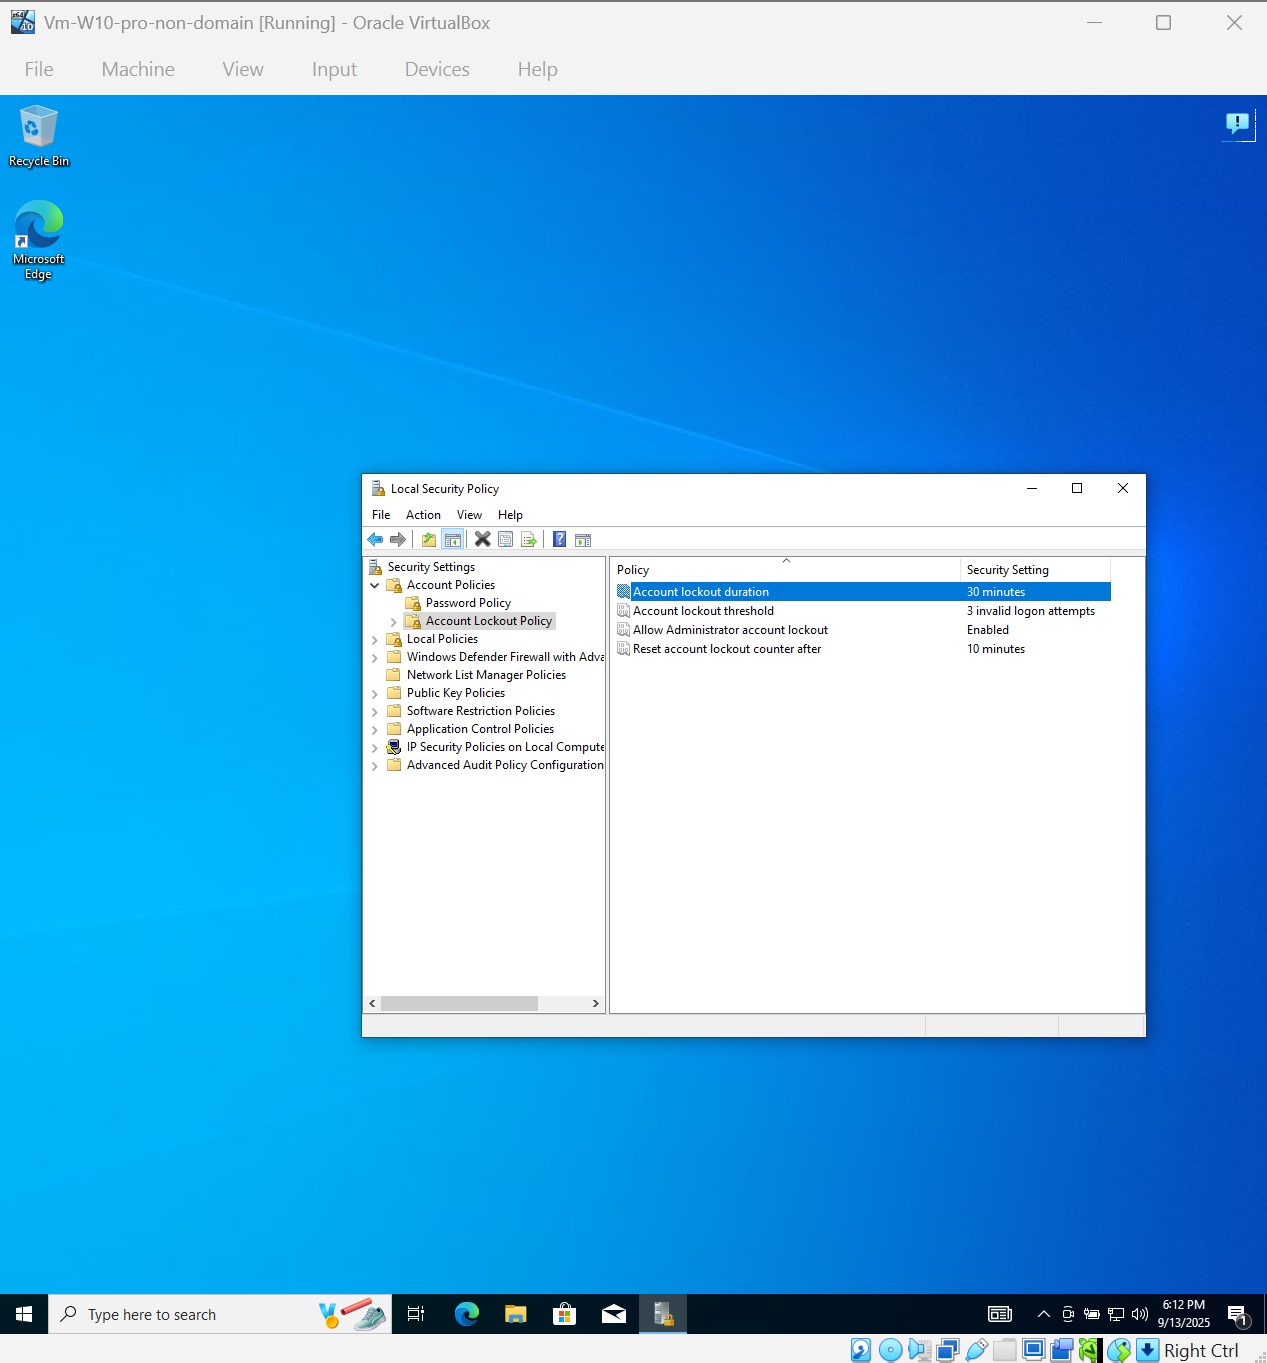 Vm-W10-pro-non-domain [Running] - Oracle VirtualBox
File Machine View Input Devices Help
Recycle Bin
Microsoft
Edge
Local Security Policy
File Action View Help
Security Settings
Account Policies
Password Policy
Account Lockout Policy
Local Policies
Windows Defender Firewall with Adva
Network List Manager Policies
Public Key Policies
Software Restriction Policies
Application Control Policies
IP Security Policies on Local Compute
Advanced Audit Policy Configuration
Policy Security Setting
Account lockout duration 30 minutes
Account lockout threshold 3 invalid logon attempts
Allow Administrator account lockout Enabled
Reset account lockout counter after 10 minutes
Type here to search
6:12 PM
9/13/2025
1
Right Ctrl